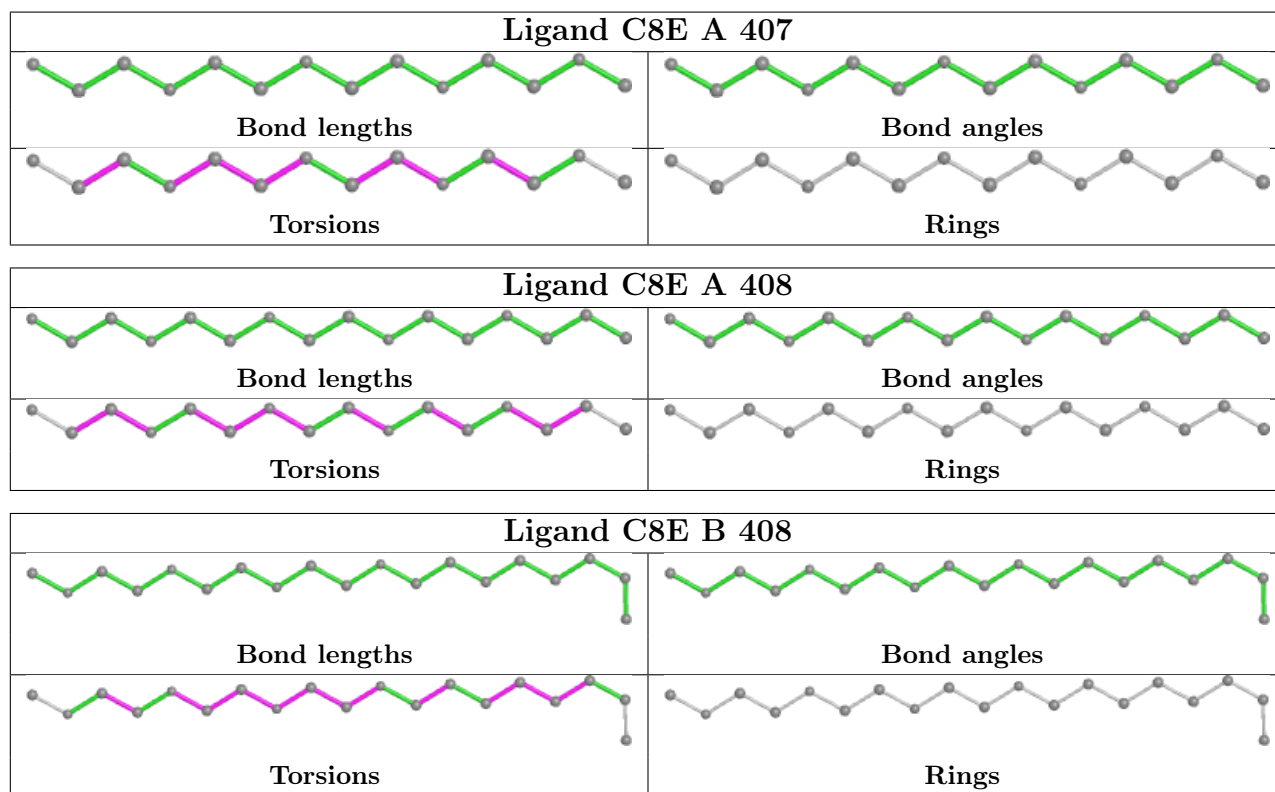 Ligand C8E A 407
Bond lengths Bond angles
Torsions Rings
Ligand C8E A 408
Bond lengths Bond angles
Torsions Rings
Ligand C8E B 408
Bond lengths Bond angles
Torsions Rings